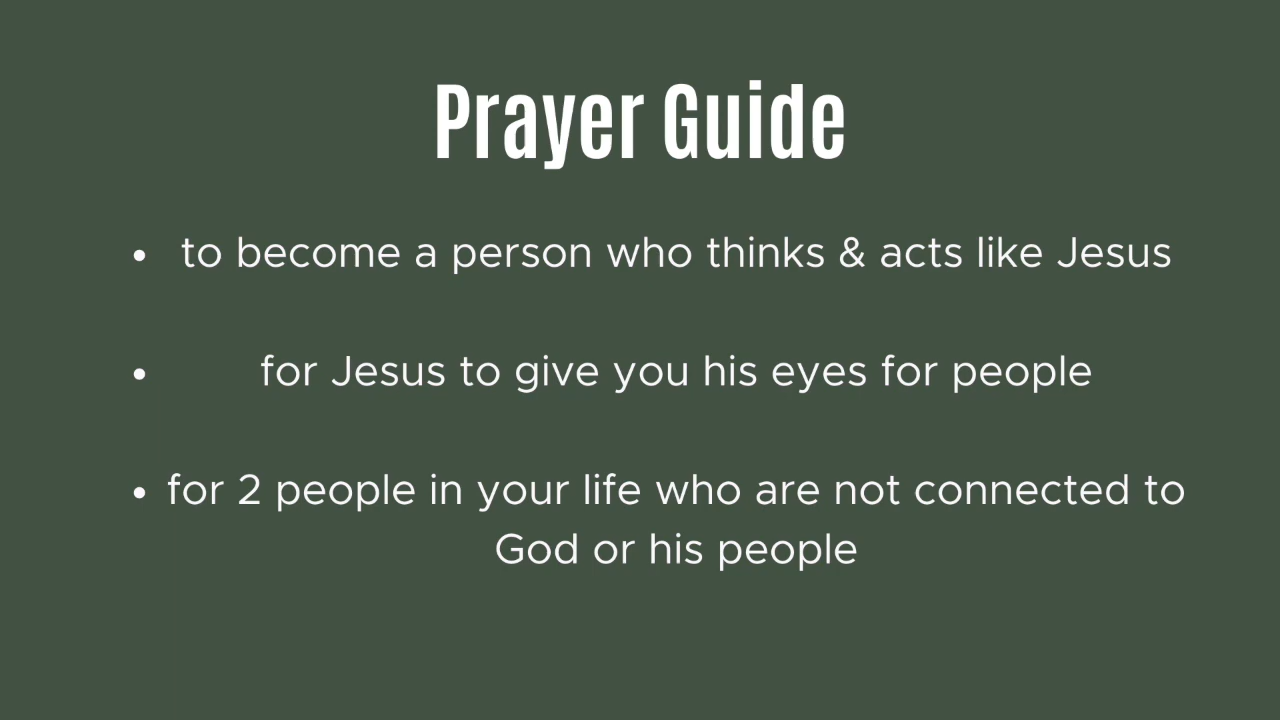 Prayer Guide
• to become a person who thinks & acts like Jesus
• for Jesus to give you his eyes for people
• for 2 people in your life who are not connected to
God or his people